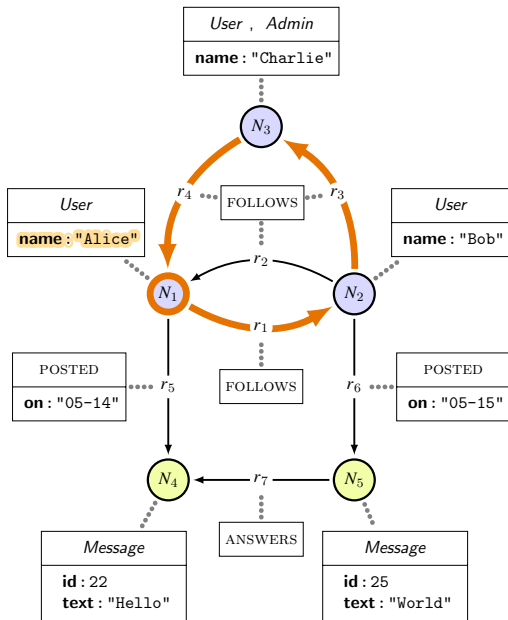 User , Admin
name : "Charlie"
N3
r4
r3
FOLLOWS
User
name : "Alice"
User
name : "Bob"
r2
N1
N2
r1
POSTED
on : "05-14"
r5
FOLLOWS
r6
POSTED
on : "05-15"
N4
r7
N5
Message
id : 22
text : "Hello"
ANSWERS
Message
id : 25
text : "World"